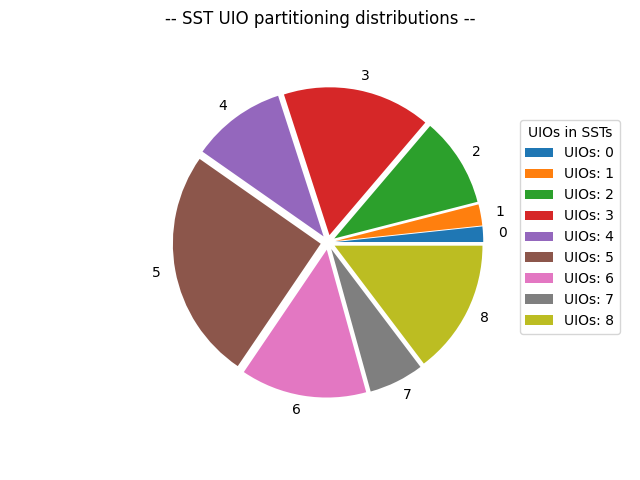 -- SST UIO partitioning distributions --
3
4
2
1
0
5
8
7
6
UIOs in SSTs
UIOs: 0
UIOs: 1
UIOs: 2
UIOs: 3
UIOs: 4
UIOs: 5
UIOs: 6
UIOs: 7
UIOs: 8